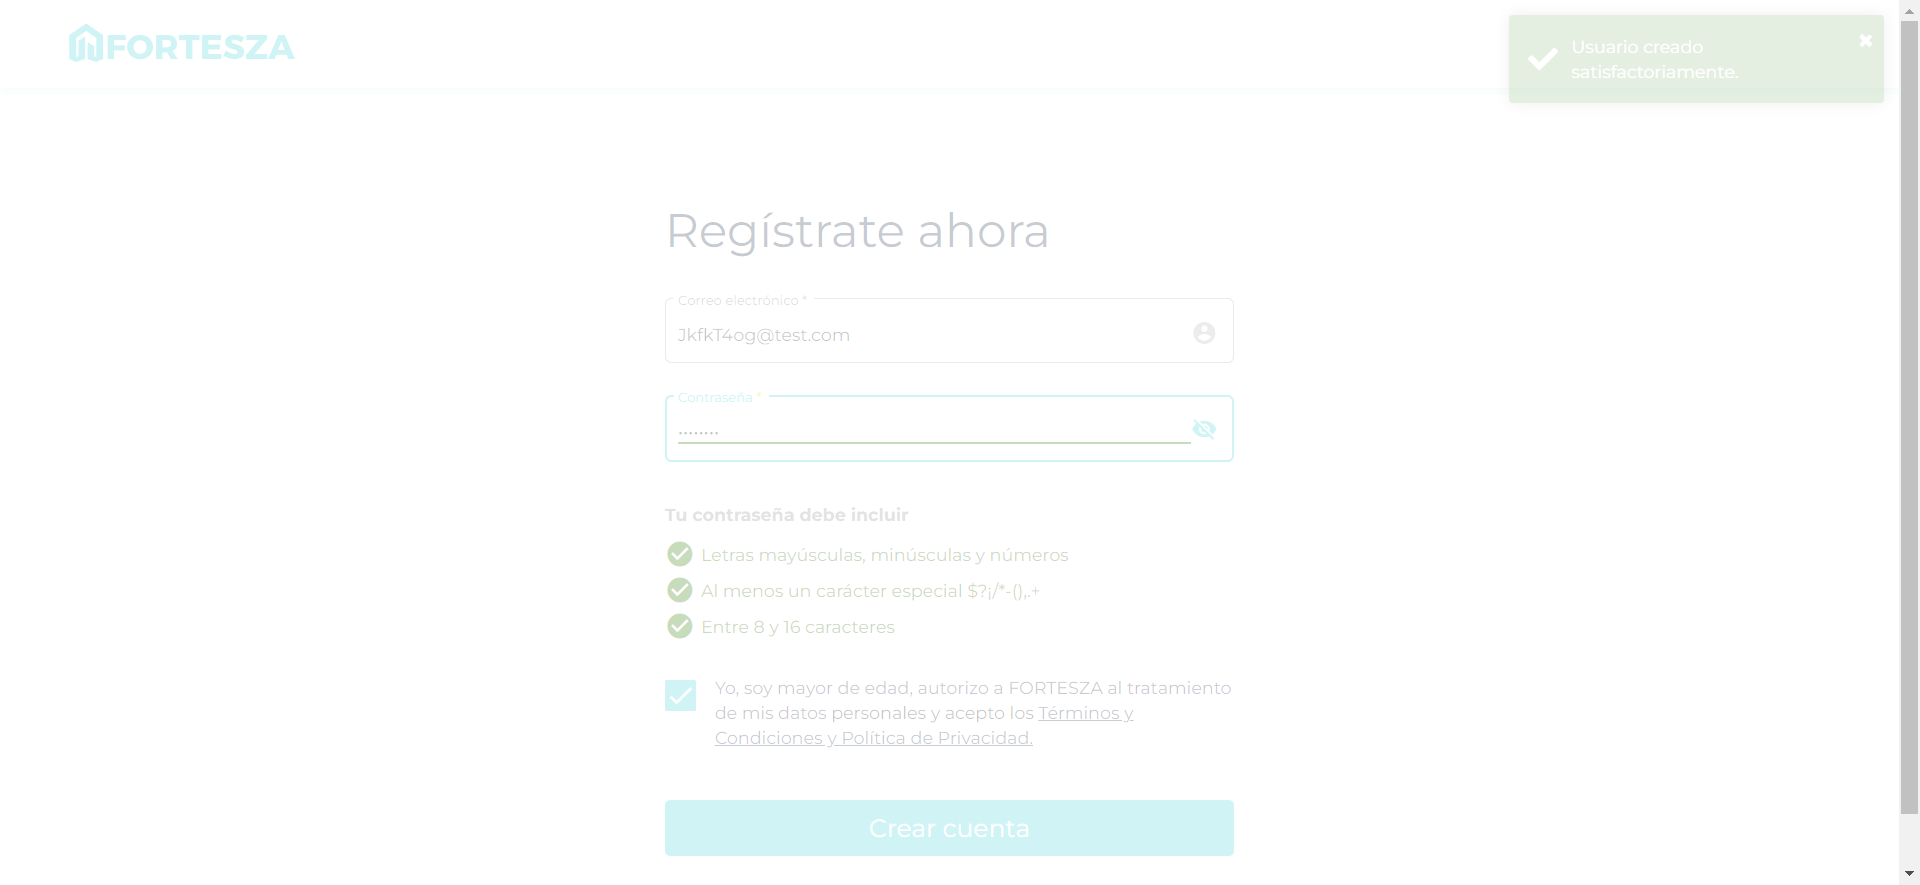 FORTESZA
Usuario creado
satisfactoriamente.
Regístrate ahora
Correo electrónico *
JkfkT4og@test.com
Contraseña *
........
Tu contraseña debe incluir
Letras mayúsculas, minúsculas y números
Al menos un carácter especial $?¡/*-(),.+
Entre 8 y 16 caracteres
Yo, soy mayor de edad, autorizo a FORTESZA al tratamiento
de mis datos personales y acepto los Términos y
Condiciones y Política de Privacidad.
Crear cuenta